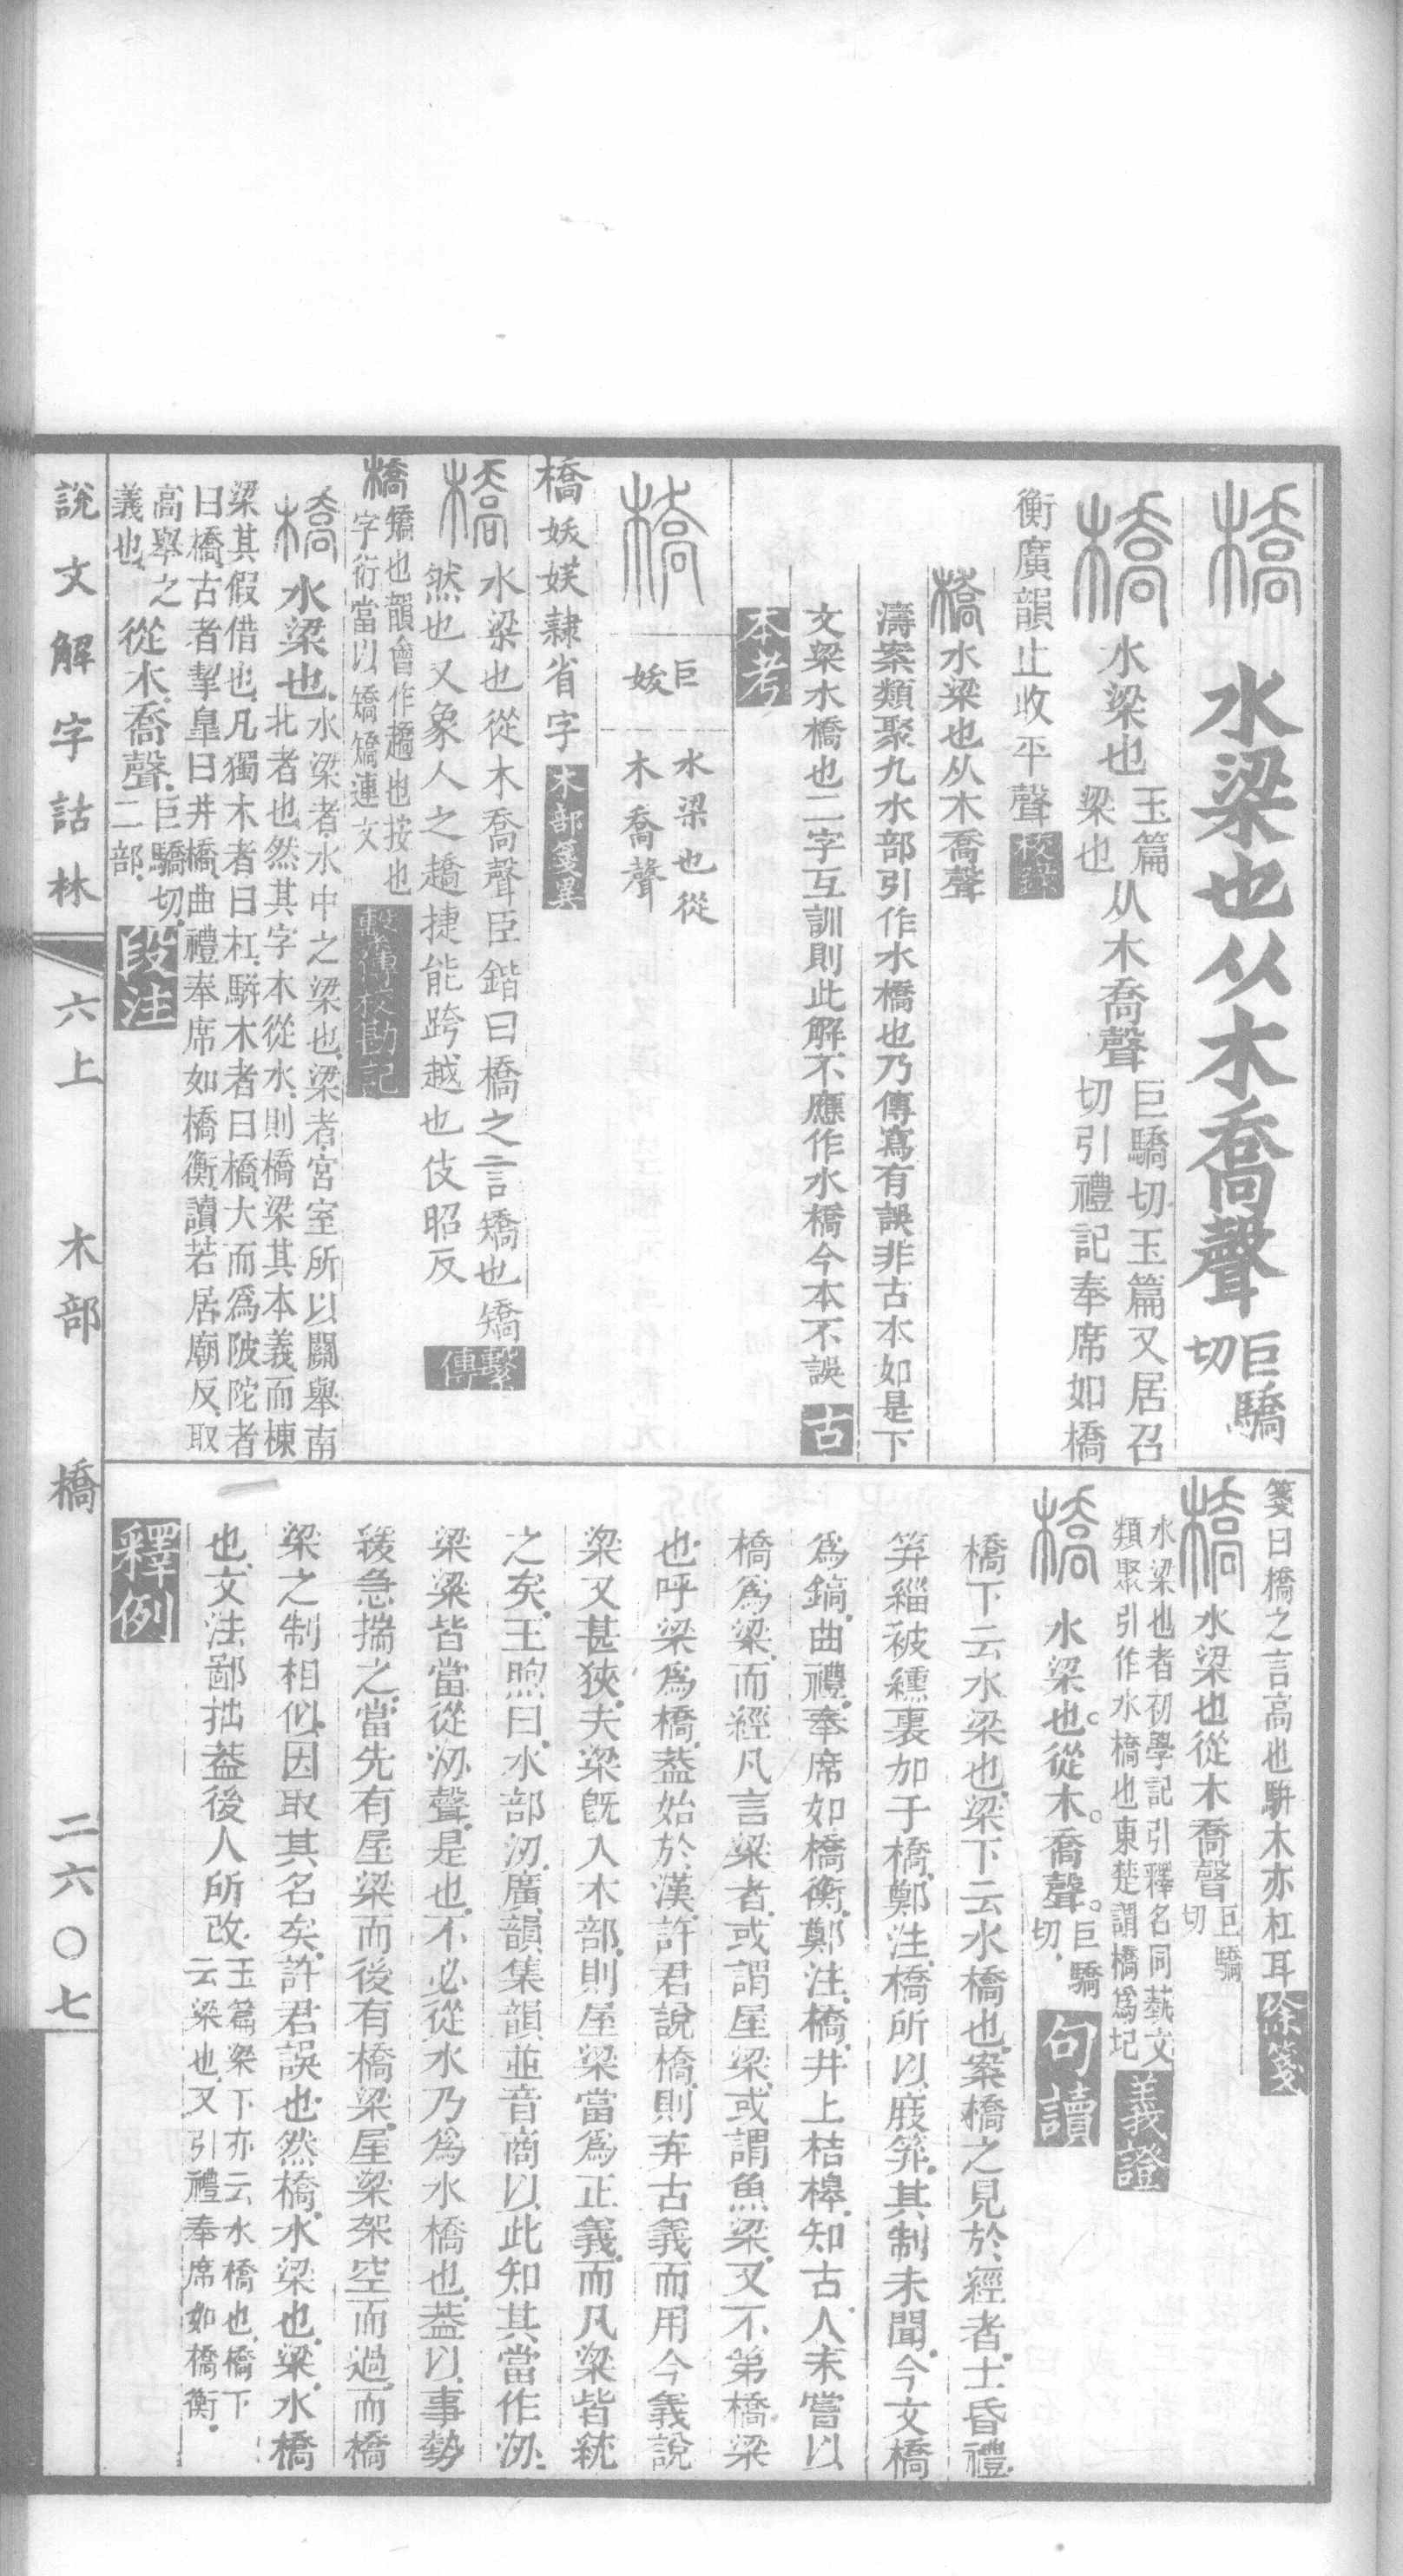 橋 水梁也从木喬聲巨驕切
橋 水梁也玉篇梁也从木喬聲巨驕切玉篇又居召切引禮記奉席如橋
衡廣韻止收平聲校錄
橋水梁也从木喬聲
濤案類聚九水部引作水橋也乃傳寫有誤非古本如是下
文梁水橋也二字互訓則此解不應作水橋今本不誤古
本考
橋 巨䒕 水梁也從木喬聲
橋䒕媄隸省字木部箋異
橋 水梁也從木喬聲臣鍇曰橋之言矯也矯
然也又象人之趫捷能跨越也伎昭反繫傳
橋矯也韻會作趫也按也
字衍當以矯矯連文 繫傳校勘記
橋 水梁也水梁者水中之梁也梁者宮室所以關舉南
北者也然其字本從水則橋梁其本義而棟
梁其假借也凡獨木者曰杠騈木者曰橋大而爲陂陀者
曰橋古者挈皋曰井橋曲禮奉席如橋衡讀若居廟反取
高舉之
義也從木喬聲巨驕切二部段注
箋曰橋之言高也騈木亦杠耳徐箋
橋 水梁也從木喬聲巨驕切
水梁也者初學記引釋名同藝文
類聚引作水橋也東楚謂橋爲圯義證
橋 水梁也從木喬聲巨驕切句讀
橋下云水梁也梁下云水橋也案橋之見於經者士昏禮
笲緇被纁裏加于橋鄭注橋所以庪笲其制未聞今文橋
爲鎬曲禮奉席如橋衡鄭注橋井上桔槔知古人未嘗以
橋爲梁而經凡言梁者或謂屋梁或謂魚梁又不第橋梁
也呼梁爲橋葢始於漢許君說橋則弃古義而用今義說
梁又甚狹夫梁旣入木部則屋梁當爲正義而凡梁皆統
之矣王煦曰水部沕廣韻集韻竝音商以此知其當作沕
梁粱皆當從沕聲是也不必從水乃爲水橋也葢以事勢
緩急揣之當先有屋梁而後有橋梁屋梁架空而過而橋
梁之制相似因取其名矣許君誤也然橋水梁也梁水橋
也文法鄙拙葢後人所改玉篇梁下亦云水橋也橋下
云梁也又引禮奉席如橋衡
釋例
說文解字詁林 六上 木部 橋 二六〇七